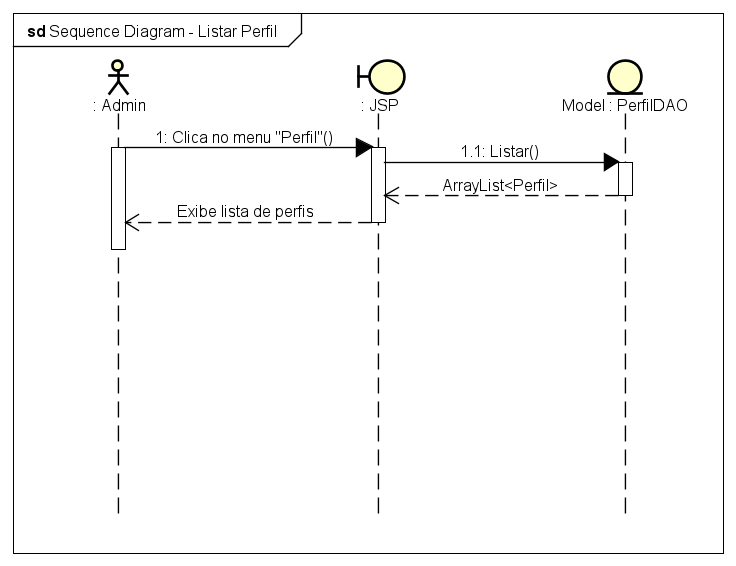 sd Sequence Diagram - Listar Perfil
: Admin
: JSP
Model : PerfilDAO
1: Clica no menu "Perfil"()
1.1: Listar()
ArrayList<Perfil>
Exibe lista de perfis